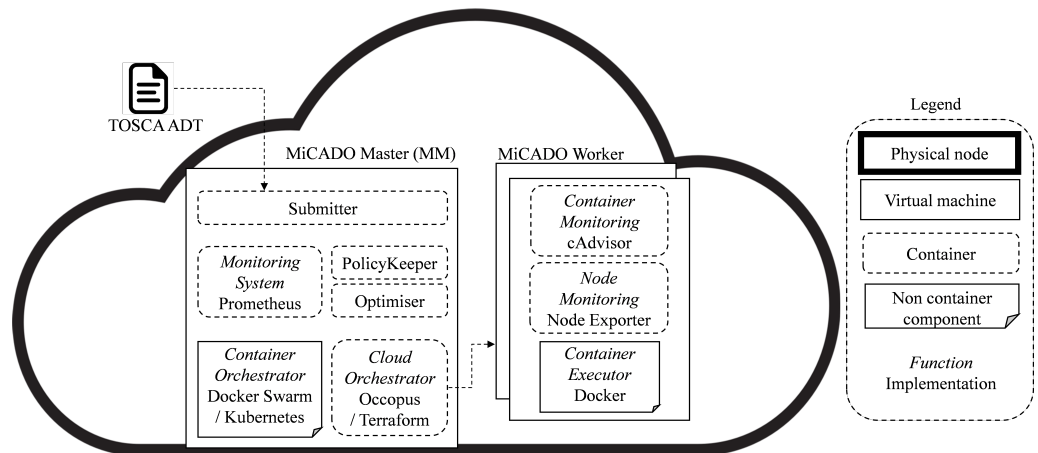 TOSCA ADT
MiCADO Master (MM)
Submitter
Monitoring
System
Prometheus
PolicyKeeper
Optimiser
Container
Orchestrator
Docker Swarm
/ Kubernetes
Cloud
Orchestrator
Occopus
/ Terraform
MiCADO Worker
Container
Monitoring
cAdvisor
Node
Monitoring
Node Exporter
Container
Executor
Docker
Legend
Physical node
Virtual machine
Container
Non container
component
Function
Implementation